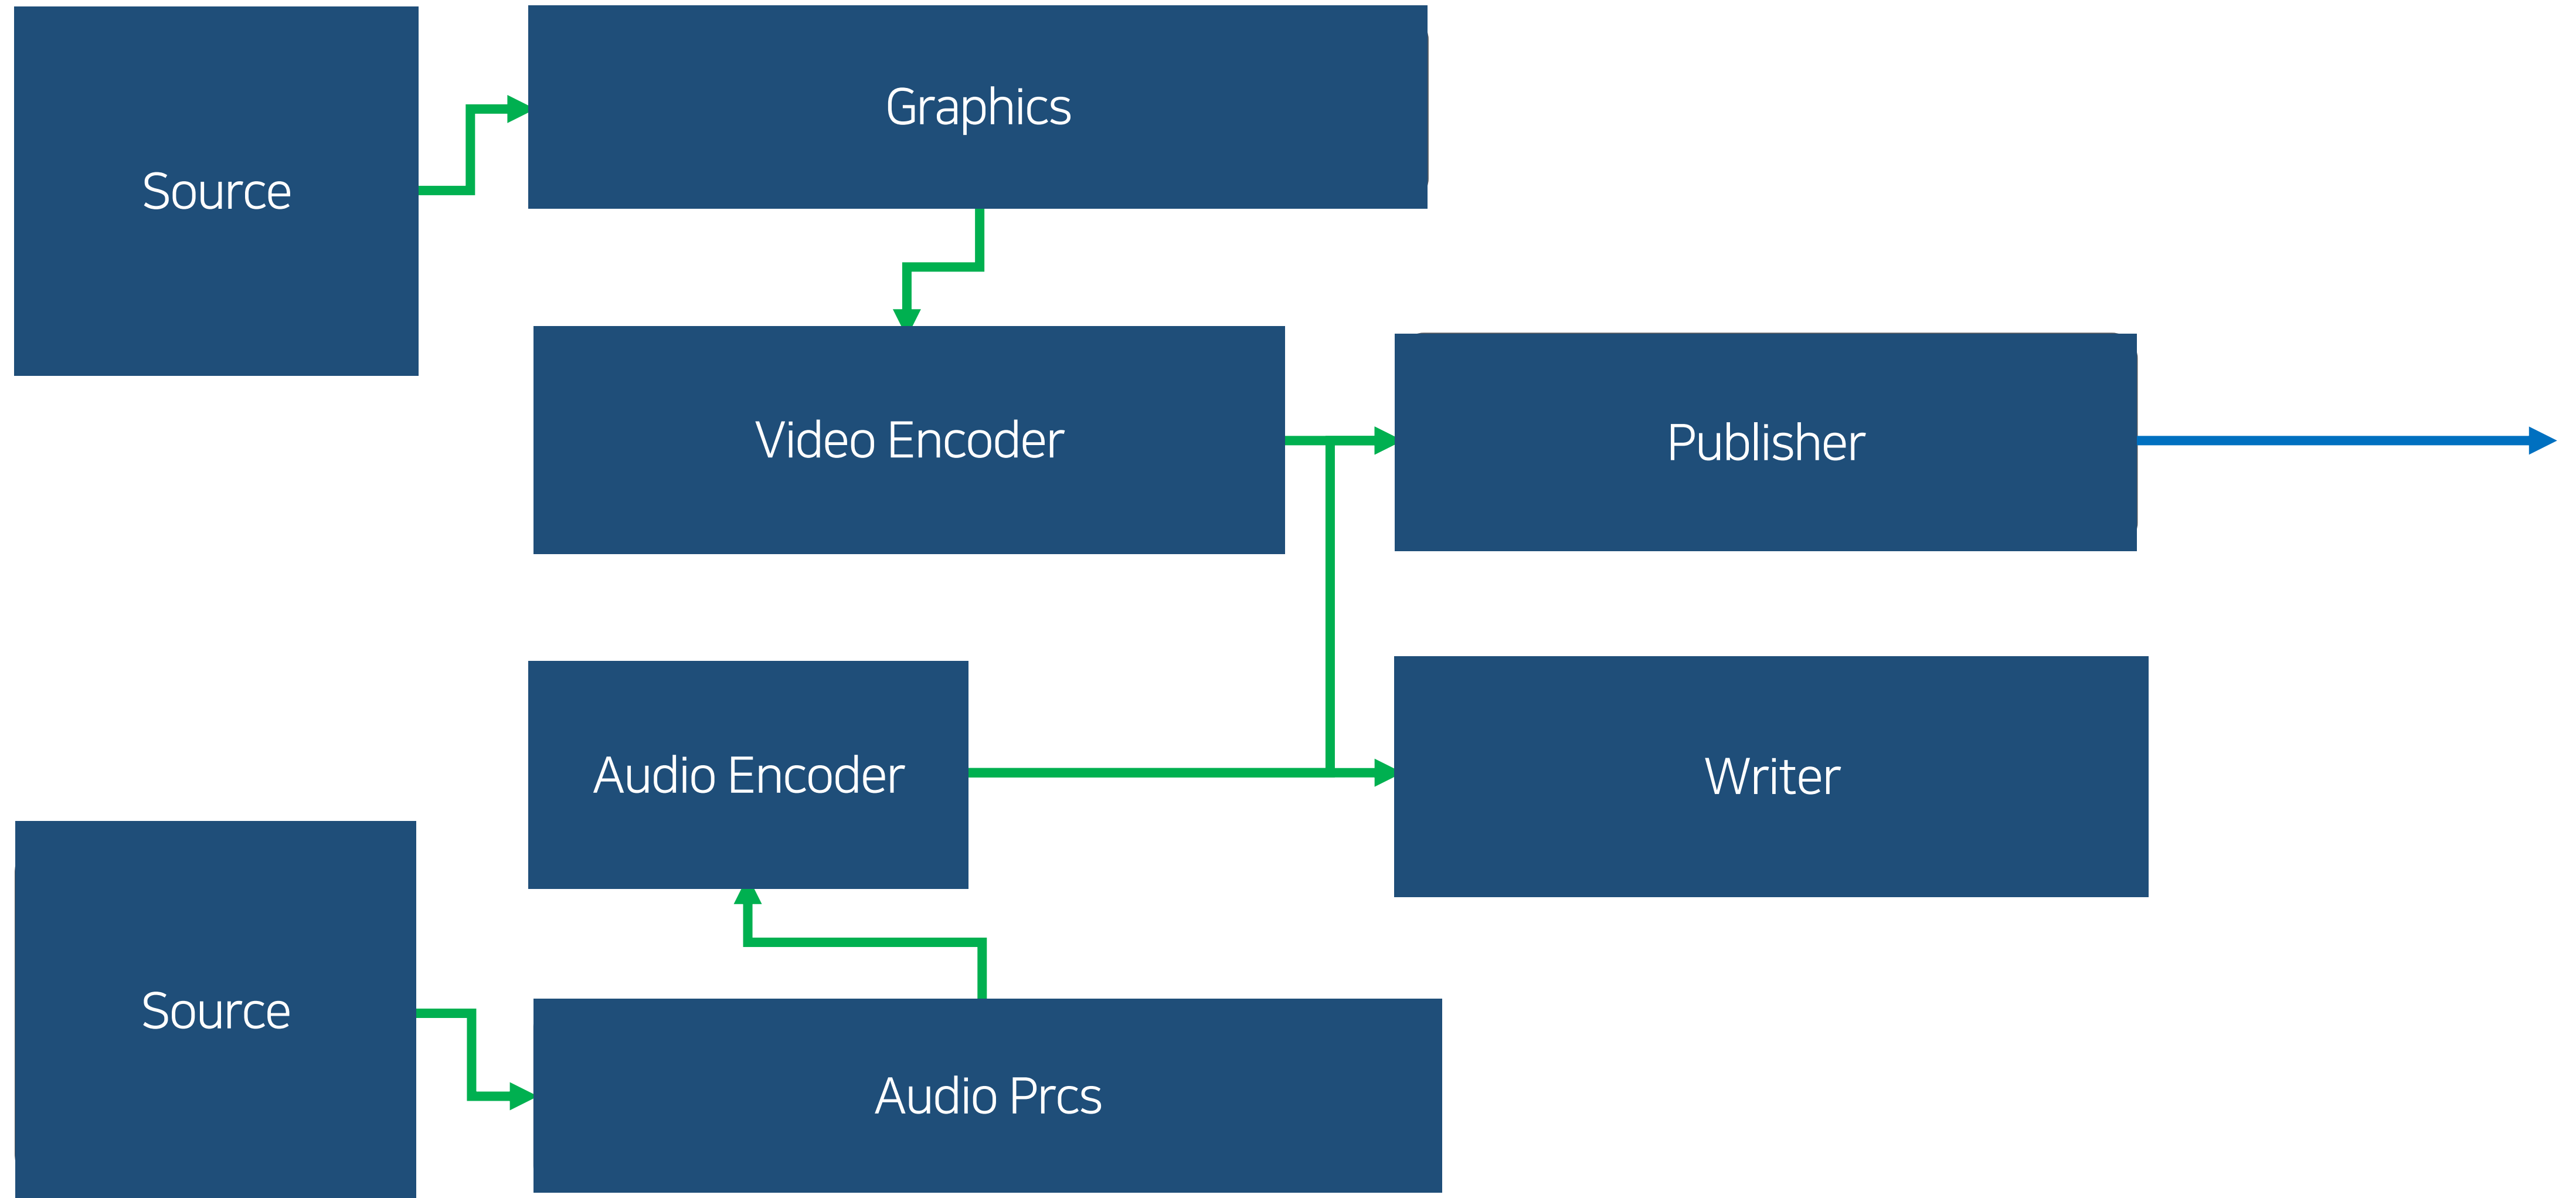 Source
Graphics
Video Encoder
Publisher
Audio Encoder
Writer
Source
Audio Prcs